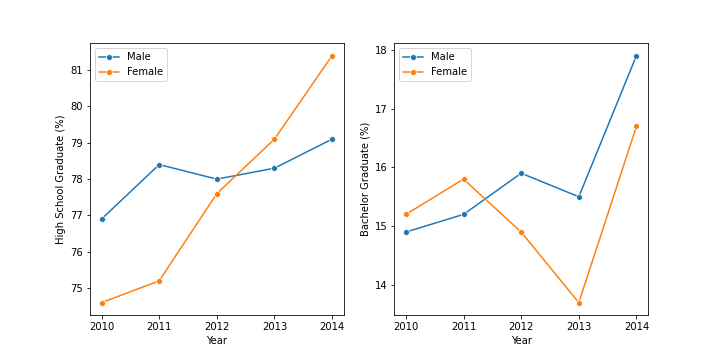 Male
Female
81
80
79
78
77
76
75
High School Graduate (%)
2010 2011 2012 2013 2014
Year
Male
Female
18
17
16
15
14
Bachelor Graduate (%)
2010 2011 2012 2013 2014
Year